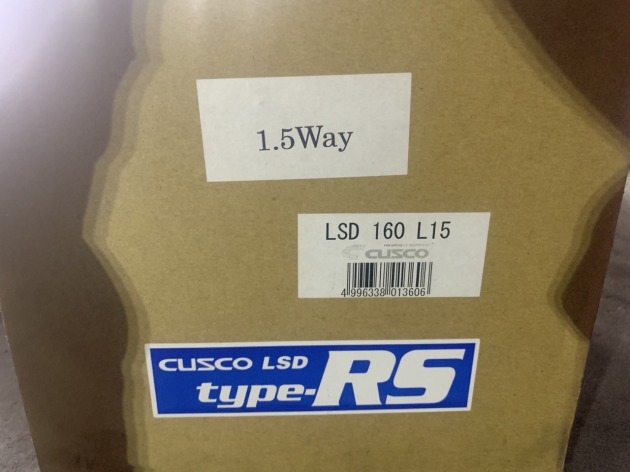 1.5Way
LSD 160 L15
CUSCO
4 996338 013606
CUSCO LSD
type-RS